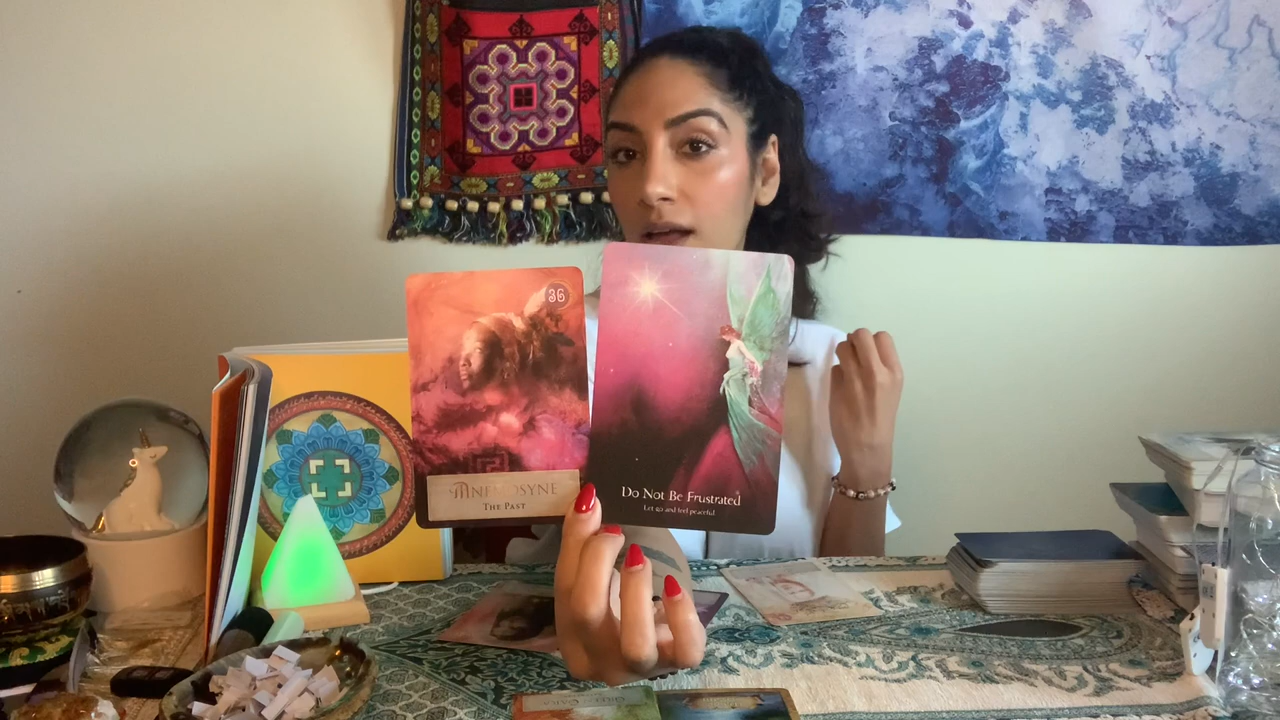 36
MNEMOSYNE
THE PAST
Do Not Be Frustrated
Let go and feel peaceful